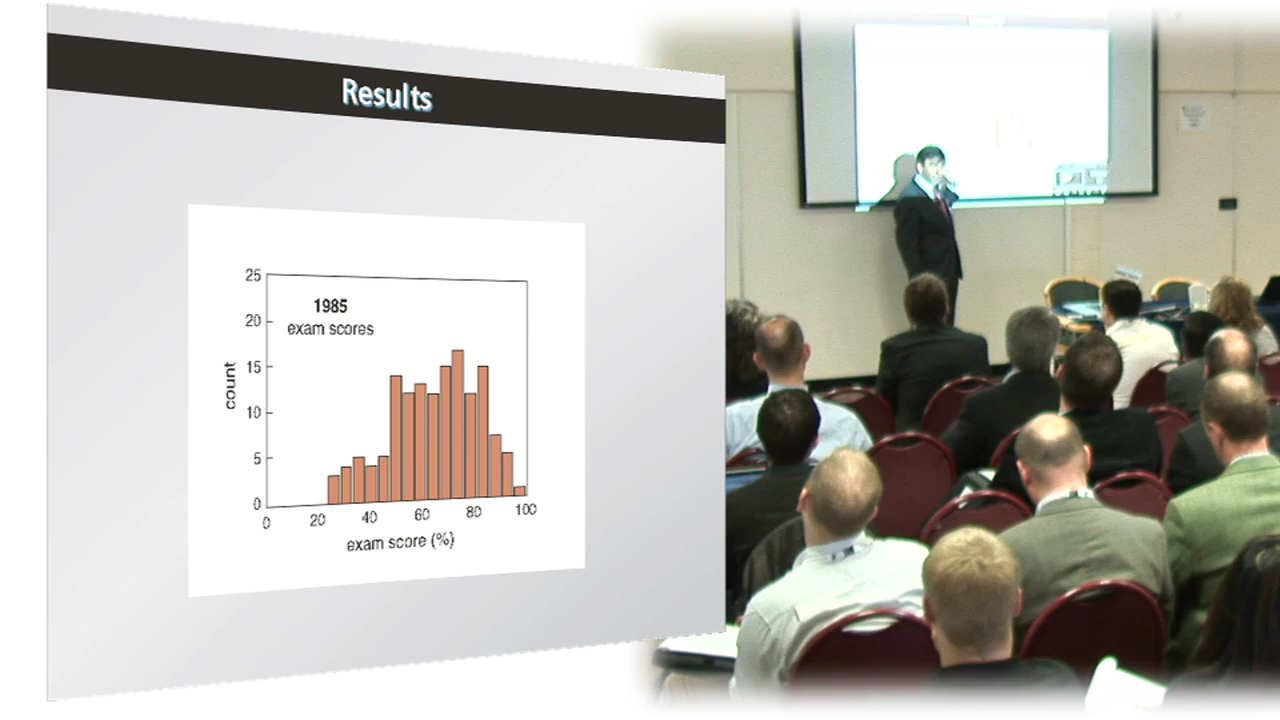 Results
25
1985
exam scores
20
15
count
10
5
0
0 20 40 60 80 100
exam score (%)